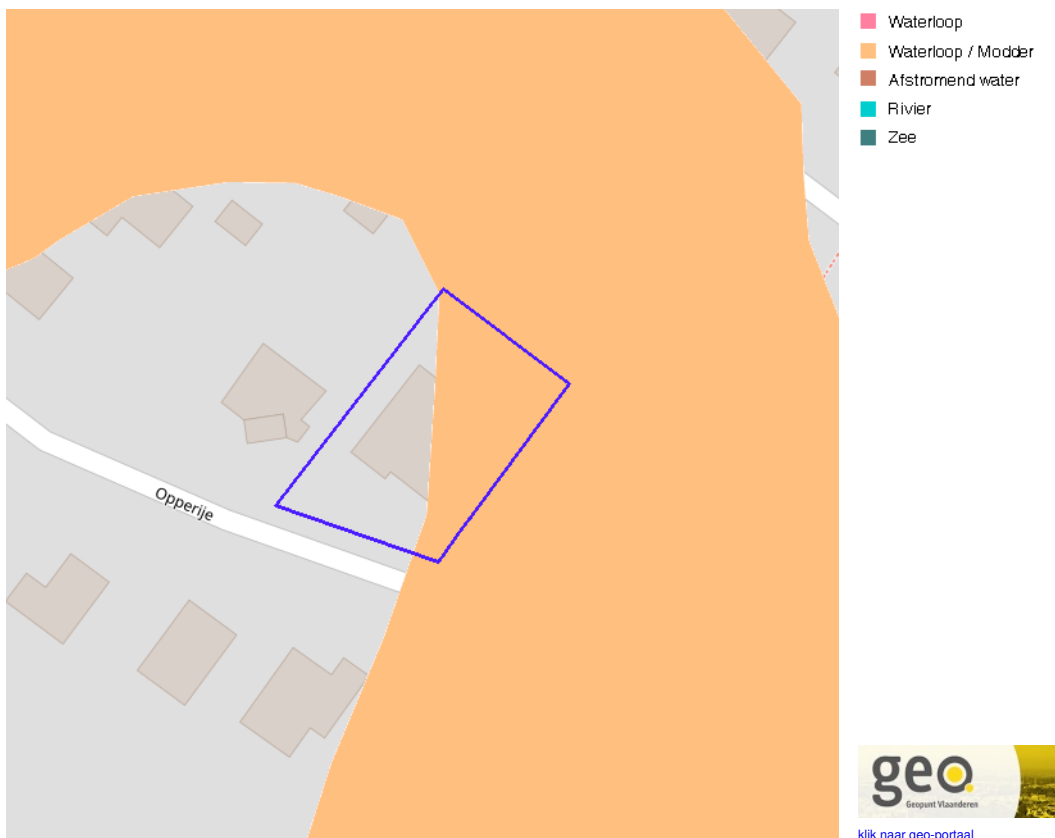 Waterloop
Waterloop / Modder
Afstromend water
Rivier
Zee
Opperije
geo.
Geopunt Vlaanderen
klik naar geo-portaal